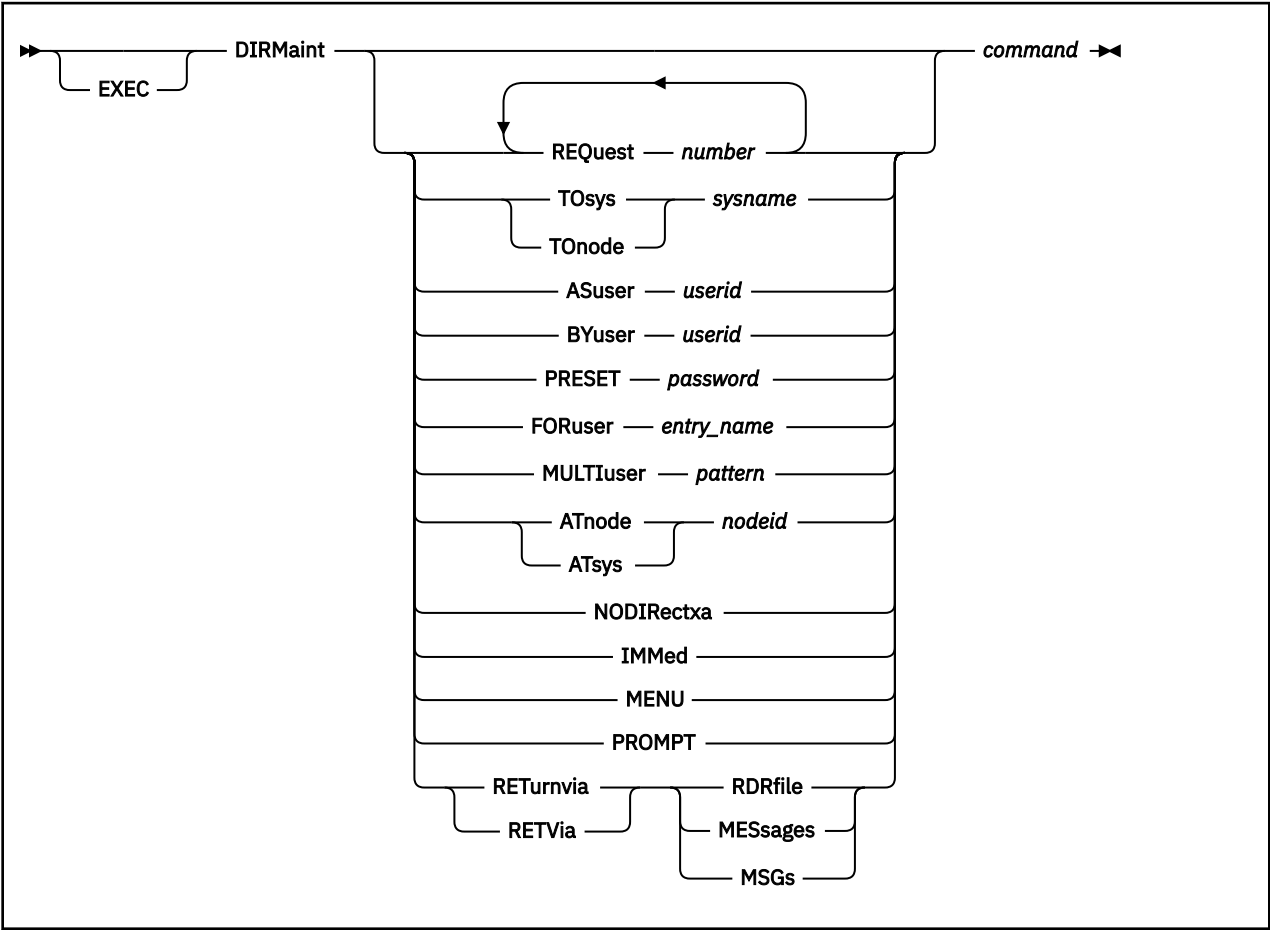 DIRMaint command
EXEC
REQuest number
TOsys sysname
TOnode
ASuser userid
BYuser userid
PRESET password
FORuser entry_name
MULTIuser pattern
ATnode nodeid
ATsys
NODIRectxa
IMMed
MENU
PROMPT
RETurnvia RDRfile
RETVia MESsages
MSGs